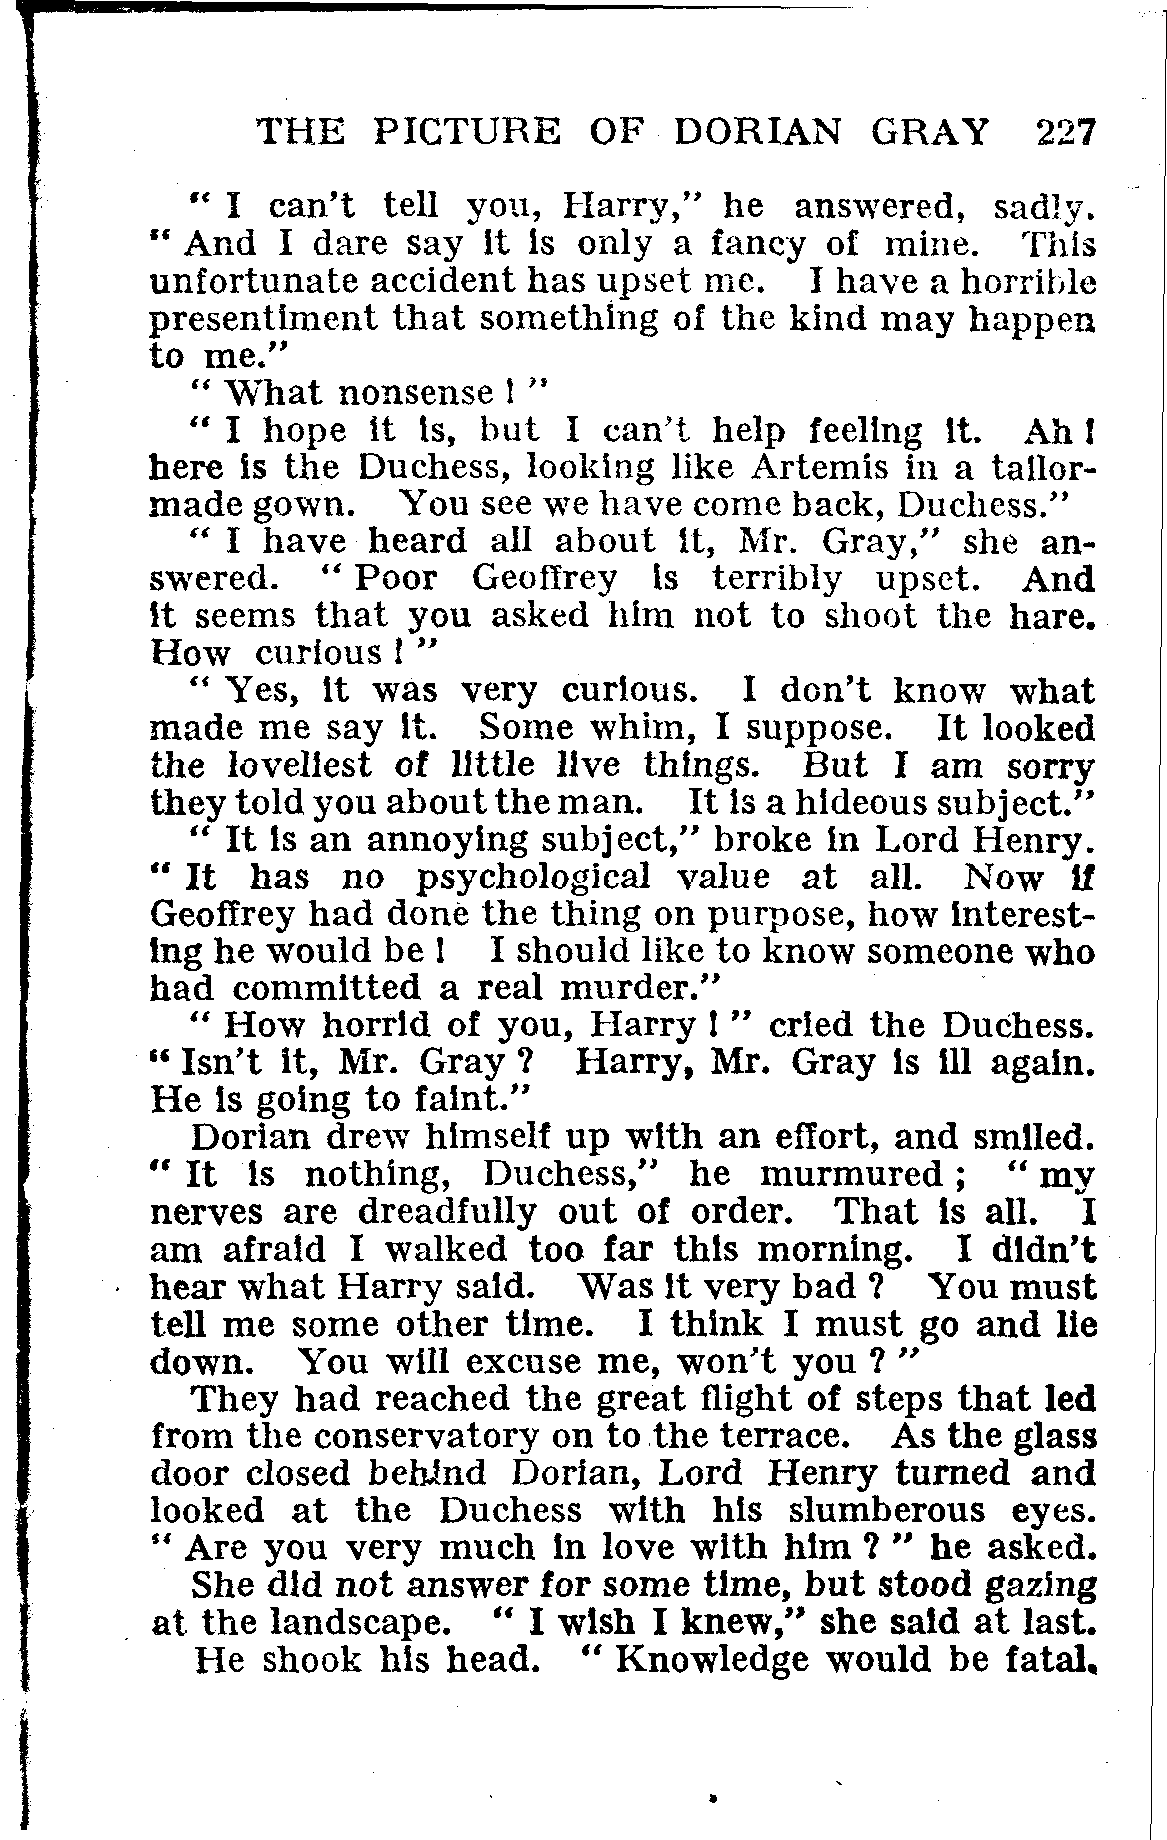 THE PICTURE OF DORIAN GRAY 227
“ I can't tell you, Harry,” he answered, sadly.
“ And I dare say it is only a fancy of mine. This
unfortunate accident has upset me. I have a horrible
presentiment that something of the kind may happen
to me.”
“ What nonsense ! ”
“ I hope it is, but I can't help feeling it. Ah !
here is the Duchess, looking like Artemis in a tailor-
made gown. You see we have come back, Duchess.”
“ I have heard all about it, Mr. Gray,” she an-
swered. “ Poor Geoffrey is terribly upset. And
it seems that you asked him not to shoot the hare.
How curious ! ”
“ Yes, it was very curious. I don't know what
made me say it. Some whim, I suppose. It looked
the loveliest of little live things. But I am sorry
they told you about the man. It is a hideous subject.”
“ It is an annoying subject,” broke in Lord Henry.
“ It has no psychological value at all. Now if
Geoffrey had done the thing on purpose, how interest-
ing he would be ! I should like to know someone who
had committed a real murder.”
“ How horrid of you, Harry ! ” cried the Duchess.
“ Isn't it, Mr. Gray ? Harry, Mr. Gray is ill again.
He is going to faint.”
Dorian drew himself up with an effort, and smiled.
“ It is nothing, Duchess,” he murmured ; “ my
nerves are dreadfully out of order. That is all. I
am afraid I walked too far this morning. I didn't
hear what Harry said. Was it very bad ? You must
tell me some other time. I think I must go and lie
down. You will excuse me, won't you ? ”
They had reached the great flight of steps that led
from the conservatory on to the terrace. As the glass
door closed behind Dorian, Lord Henry turned and
looked at the Duchess with his slumberous eyes.
“ Are you very much in love with him ? ” he asked.
She did not answer for some time, but stood gazing
at the landscape. “ I wish I knew,” she said at last.
He shook his head. “ Knowledge would be fatal.